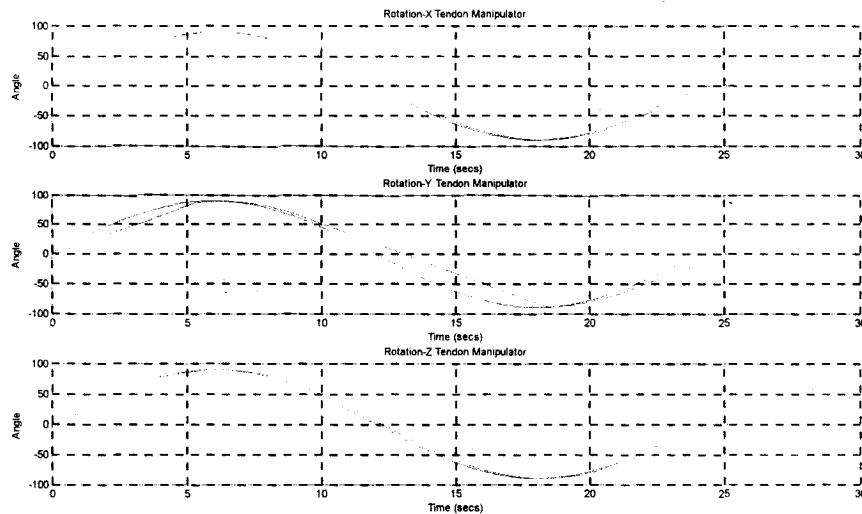 Rotation-X Tendon Manipulator
100
50
0
-50
-100
Angle
0 5 10 15 20 25 30
Time (secs)
Rotation-Y Tendon Manipulator
100
50
0
-50
-100
Angle
0 5 10 15 20 25 30
Time (secs)
Rotation-Z Tendon Manipulator
100
50
0
-50
-100
Angle
0 5 10 15 20 25 30
Time (secs)